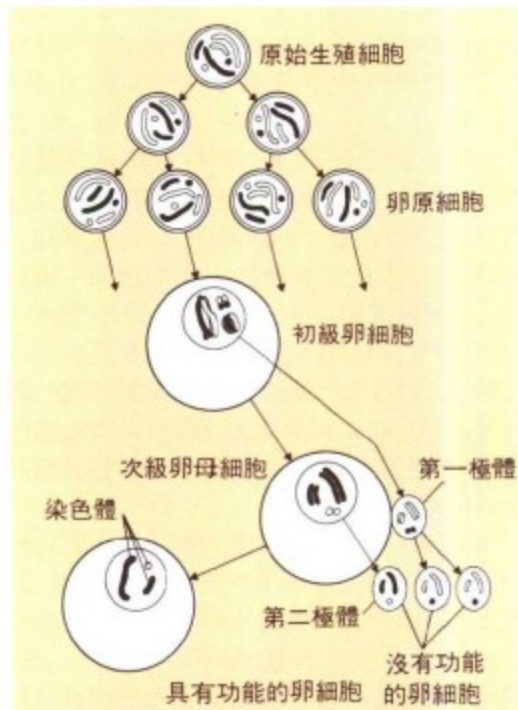 原始生殖細胞
卵原細胞
初級卵細胞
次級卵母細胞
第一極體
染色體
第二極體
沒有功能
的卵細胞
具有功能的卵細胞